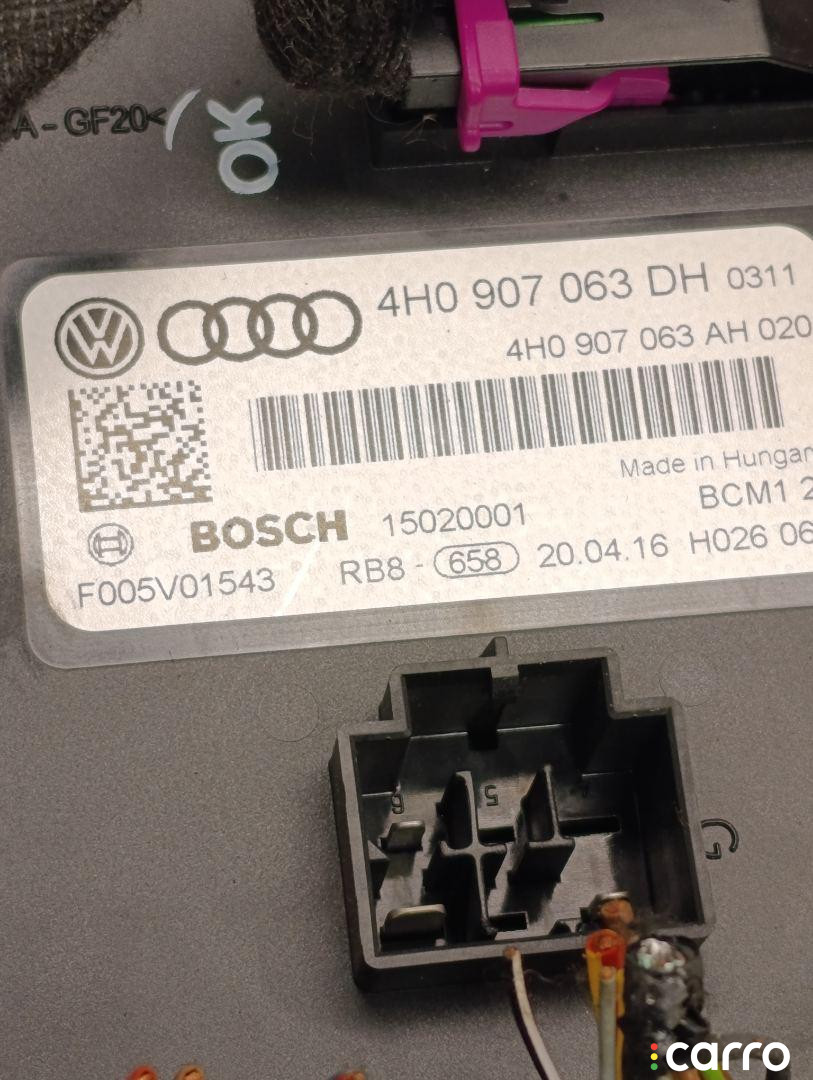 A - GF20<
OK
4H0 907 063 DH 0311
4H0 907 063 AH 020
Made in Hungar
BCM1 2
BOSCH 15020001
F005V01543 RB8 - 658 20.04.16 H026 06
6 5
G
carro